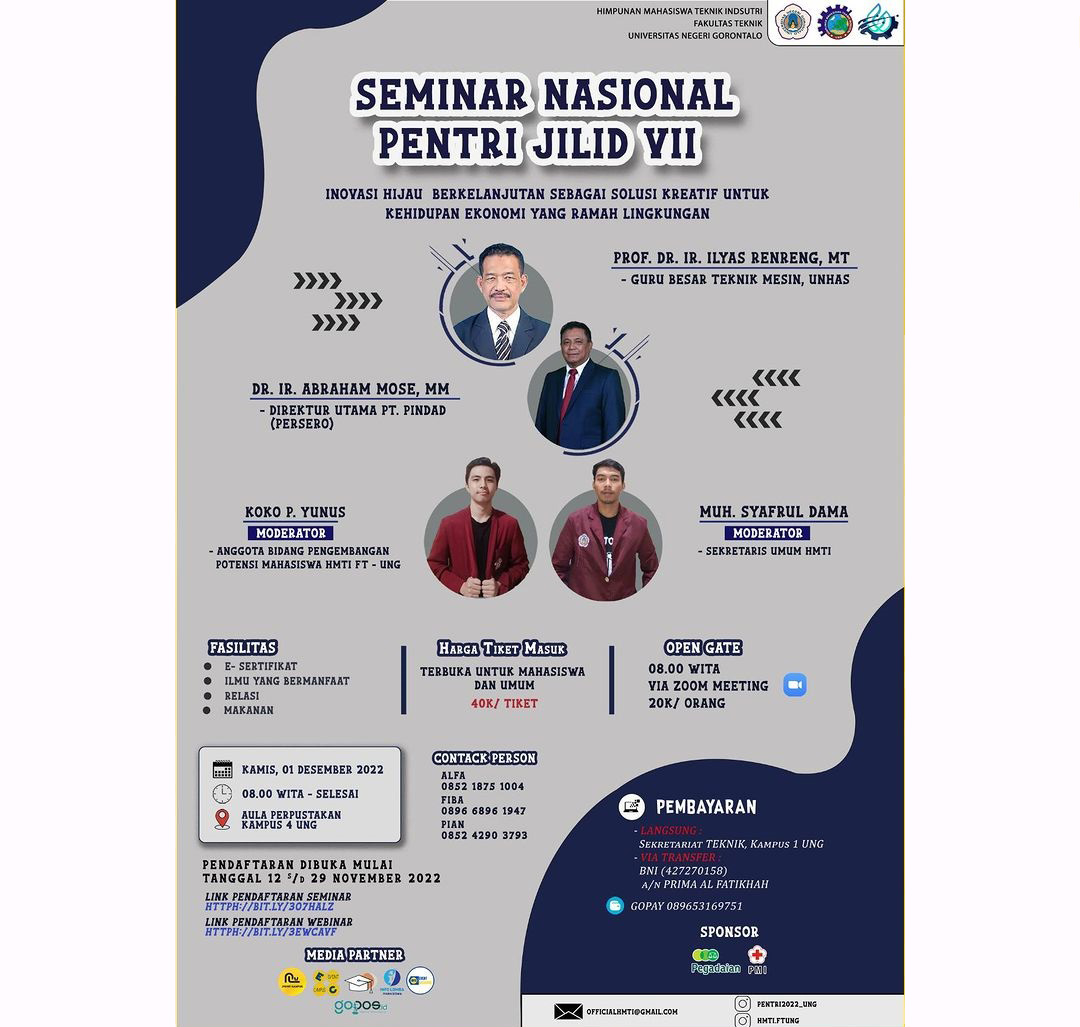 HIMPUNAN MAHASISWA TEKNIK INDSUTRI
FAKULTAS TEKNIK
UNIVERSITAS NEGERI GORONTALO
SEMINAR NASIONAL
PENTRI JILID VII
INOVASI HIJAU BERKELANJUTAN SEBAGAI SOLUSI KREATIF UNTUK
KEHIDUPAN EKONOMI YANG RAMAH LINGKUNGAN
PROF. DR. IR. ILYAS RENRENG, MT
- GURU BESAR TEKNIK MESIN, UNHAS
DR. IR. ABRAHAM MOSE, MM
- DIREKTUR UTAMA PT. PINDAD
(PERSERO)
KOKO P. YUNUS
MODERATOR
- ANGGOTA BIDANG PENGEMBANGAN
POTENSI MAHASISWA HMTI FT - UNG
MUH. SYAFRUL DAMA
MODERATOR
- SEKRETARIS UMUM HMTI
FASILITAS
● E- SERTIFIKAT
● ILMU YANG BERMANFAAT
● RELASI
● MAKANAN
HARGA TIKET MASUK
TERBUKA UNTUK MAHASISWA
DAN UMUM
40K/ TIKET
OPEN GATE
08.00 WITA
VIA ZOOM MEETING
20K/ ORANG
KAMIS, 01 DESEMBER 2022
08.00 WITA - SELESAI
AULA PERPUSTAKAN
KAMPUS 4 UNG
CONTACK PERSON
ALFA
0852 1875 1004
FIBA
0896 6896 1947
PIAN
0852 4290 3793
PENDAFTARAN DIBUKA MULAI
TANGGAL 12 S/D 29 NOVEMBER 2022
LINK PENDAFTARAN SEMINAR
HTTPH://BIT.LY/3O7HALZ
LINK PENDAFTARAN WEBINAR
HTTPH://BIT.LY/3EWCAVF
MEDIA PARTNER
gopos.id
PEMBAYARAN
- LANGSUNG :
SEKRETARIAT TEKNIK, KAMPUS 1 UNG
- VIA TRANSFER :
BNI (427270158)
A/N PRIMA AL FATIKHAH
GOPAY 089653169751
SPONSOR
Pegadaian
PMI
OFFICIALHMTI@GMAIL.COM
PENTRI2022_UNG
HMTI.FTUNG